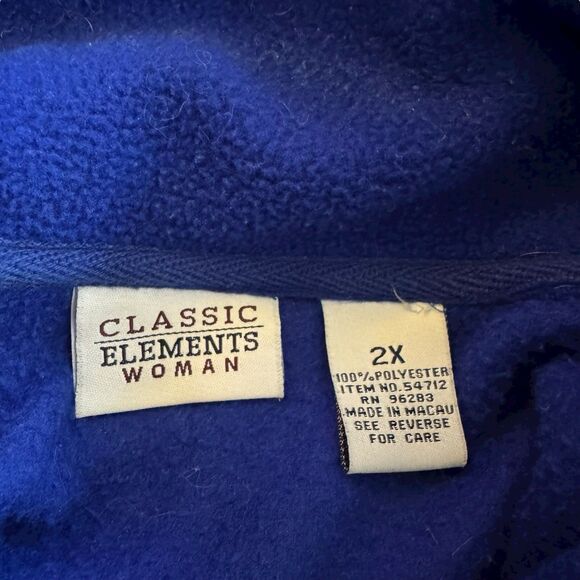 CLASSIC
ELEMENTS
WOMAN
2X
100% POLYESTER
ITEM NO. 54712
RN 96283
MADE IN MACAU
SEE REVERSE
FOR CARE